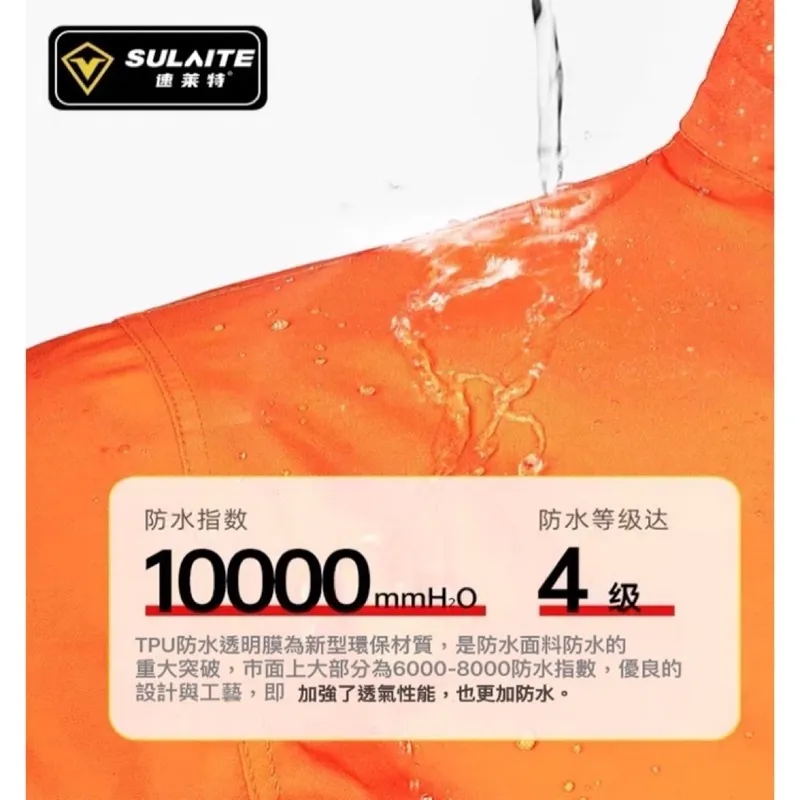 SULAITE
速莱特®
防水指数
10000mmH₂O
防水等级达
4级
TPU防水透明膜為新型環保材質，是防水面料防水的
重大突破，市面上大部分為6000-8000防水指數，優良的
設計與工藝，即 加強了透氣性能，也更加防水。